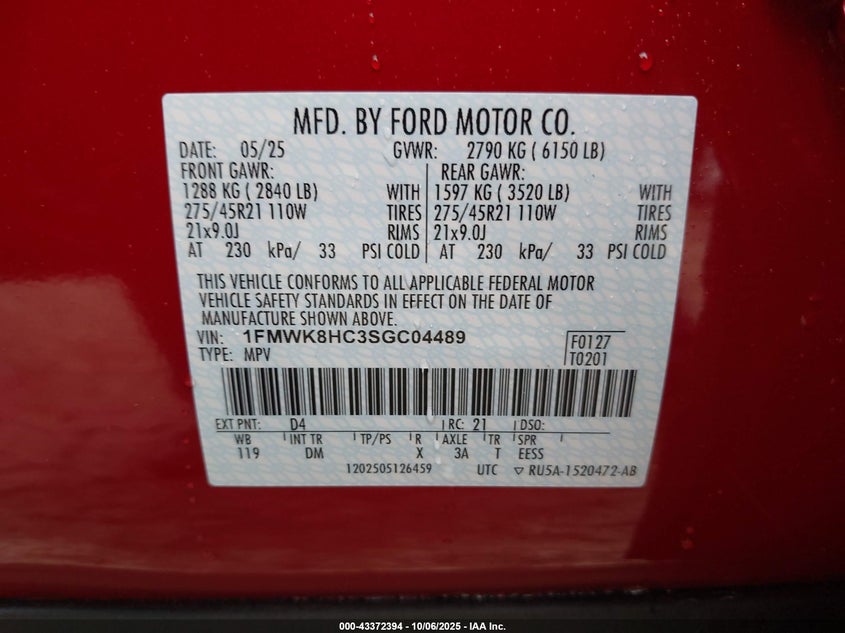 MFD. BY FORD MOTOR CO.
DATE: 05/25 GVWR: 2790 KG ( 6150 LB)
FRONT GAWR: REAR GAWR:
1288 KG ( 2840 LB) WITH 1597 KG ( 3520 LB) WITH
275/45R21 110W TIRES 275/45R21 110W TIRES
21x9.0J RIMS 21x9.0J RIMS
AT 230 kPa/ 33 PSI COLD AT 230 kPa/ 33 PSI COLD
THIS VEHICLE CONFORMS TO ALL APPLICABLE FEDERAL MOTOR
VEHICLE SAFETY STANDARDS IN EFFECT ON THE DATE OF
MANUFACTURE SHOWN ABOVE.
VIN: 1FMWK8HC3SGC04489 F0127
TYPE: MPV T0201
EXT PNT: D4 RC: 21 DSO:
WB INT TR TP/PS R AXLE TR SPR
119 DM X 3A T EESS
1202505126459 UTC ▽ RU5A-1520472-AB
000-43372394 - 10/06/2025 - IAA Inc.